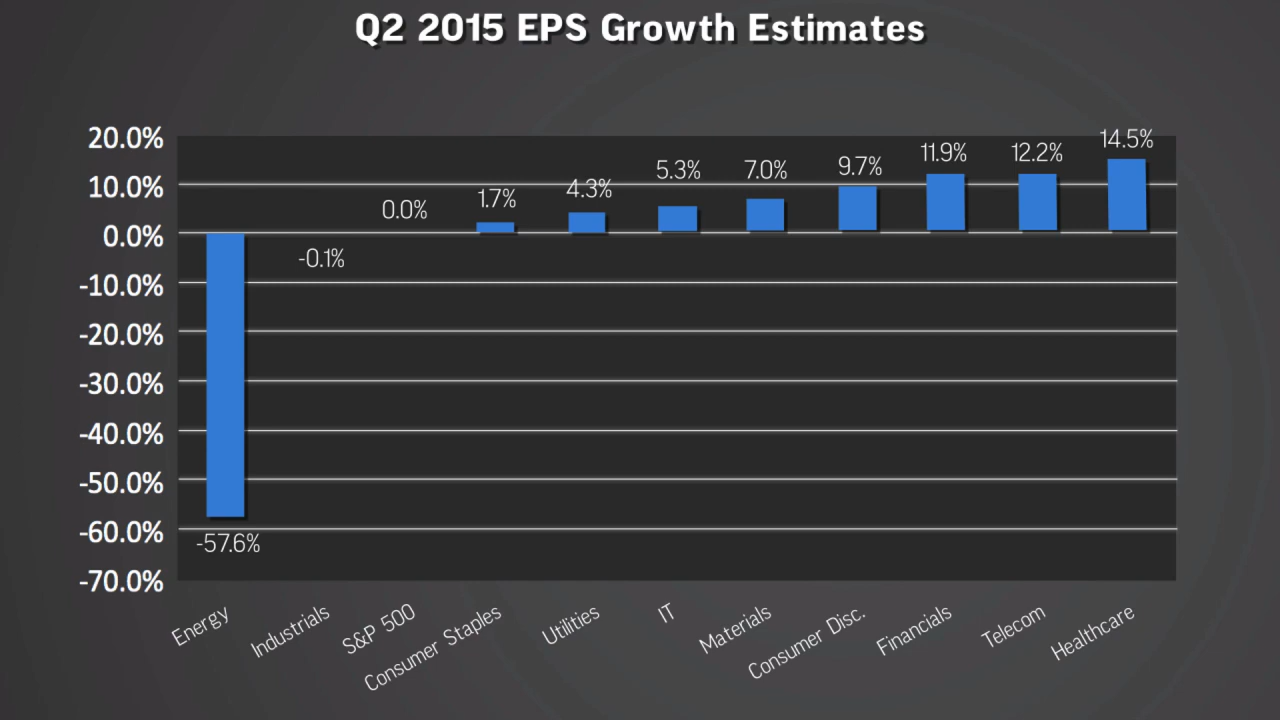 Q2 2015 EPS Growth Estimates
20.0%
10.0%
0.0%
-10.0%
-20.0%
-30.0%
-40.0%
-50.0%
-60.0%
-70.0%
-57.6%
-0.1%
0.0%
1.7%
4.3%
5.3%
7.0%
9.7%
11.9%
12.2%
14.5%
Energy
Industrials
S&P 500
Consumer Staples
Utilities
IT
Materials
Consumer Disc.
Financials
Telecom
Healthcare